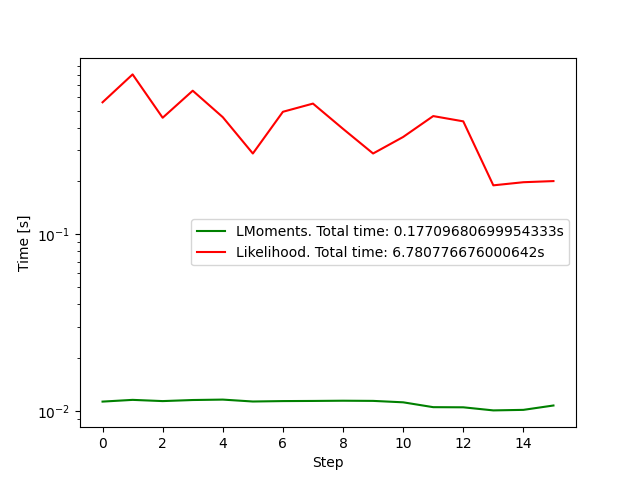 Time [s]
10⁻¹
10⁻²
LMoments. Total time: 0.17709680699954333s
Likelihood. Total time: 6.780776676000642s
0 2 4 6 8 10 12 14
Step